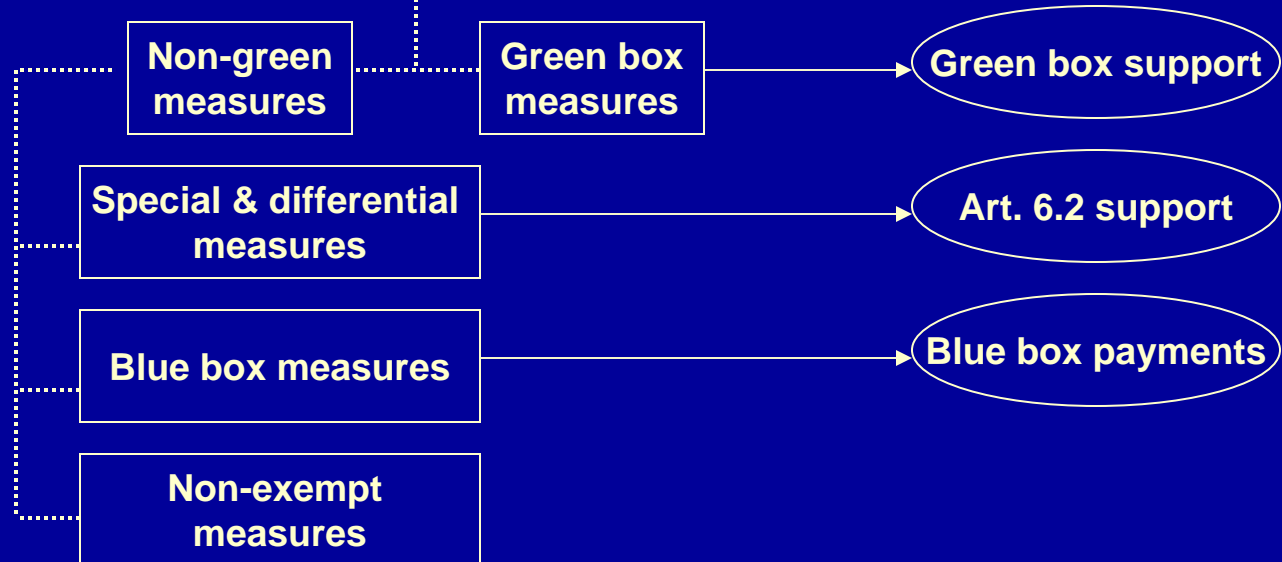 Non-green
measures
Green box
measures
Green box support
Special & differential
measures
Art. 6.2 support
Blue box measures
Blue box payments
Non-exempt
measures